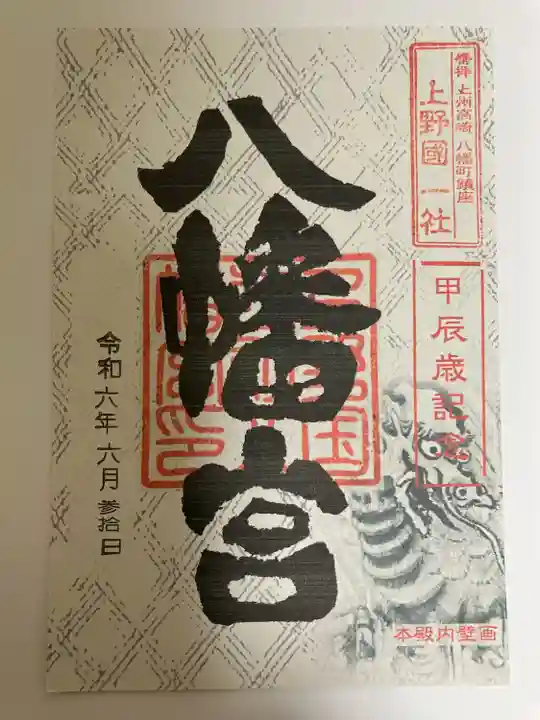 奉拝 上州高崎 八幡町鎮座
上野國一社
甲辰歳記念
八幡宮
令和六年六月参拾日
本殿内壁画